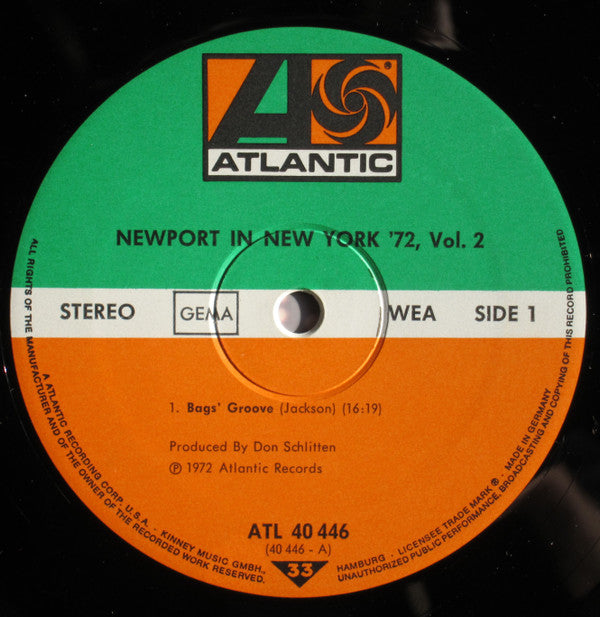 ATLANTIC
®
NEWPORT IN NEW YORK '72, Vol. 2
STEREO GEMA WEA SIDE 1
1. Bags' Groove (Jackson) (16:19)
Produced By Don Schlitten
℗ 1972 Atlantic Records
ATL 40 446
(40 446 - A)
33
ALL RIGHTS OF THE MANUFACTURER AND OF THE OWNER OF THE RECORDED WORK RESERVED.
A ATLANTIC RECORDING CORP. U.S.A. - KINNEY MUSIC GMBH., HAMBURG - LICENSEE TRADE MARK ® - MADE IN GERMANY
UNAUTHORIZED PUBLIC PERFORMANCE, BROADCASTING AND COPYING OF THIS RECORD PROHIBITED